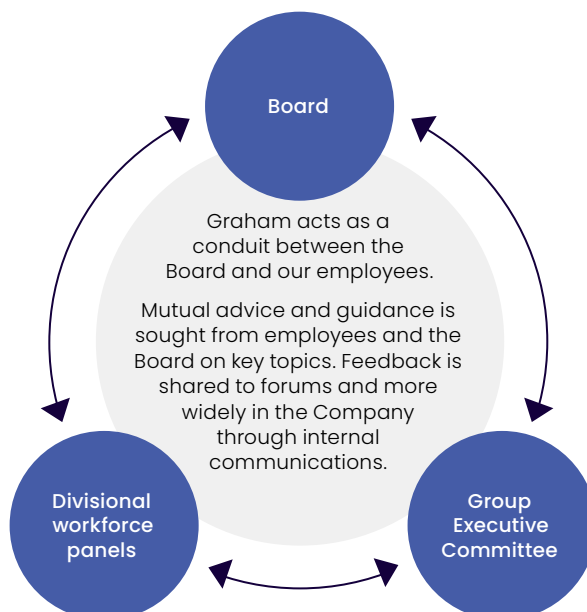 Board
Graham acts as a
conduit between the
Board and our employees.
Mutual advice and guidance is
sought from employees and the
Board on key topics. Feedback is
shared to forums and more
widely in the Company
through internal
communications.
Divisional
workforce
panels
Group
Executive
Committee